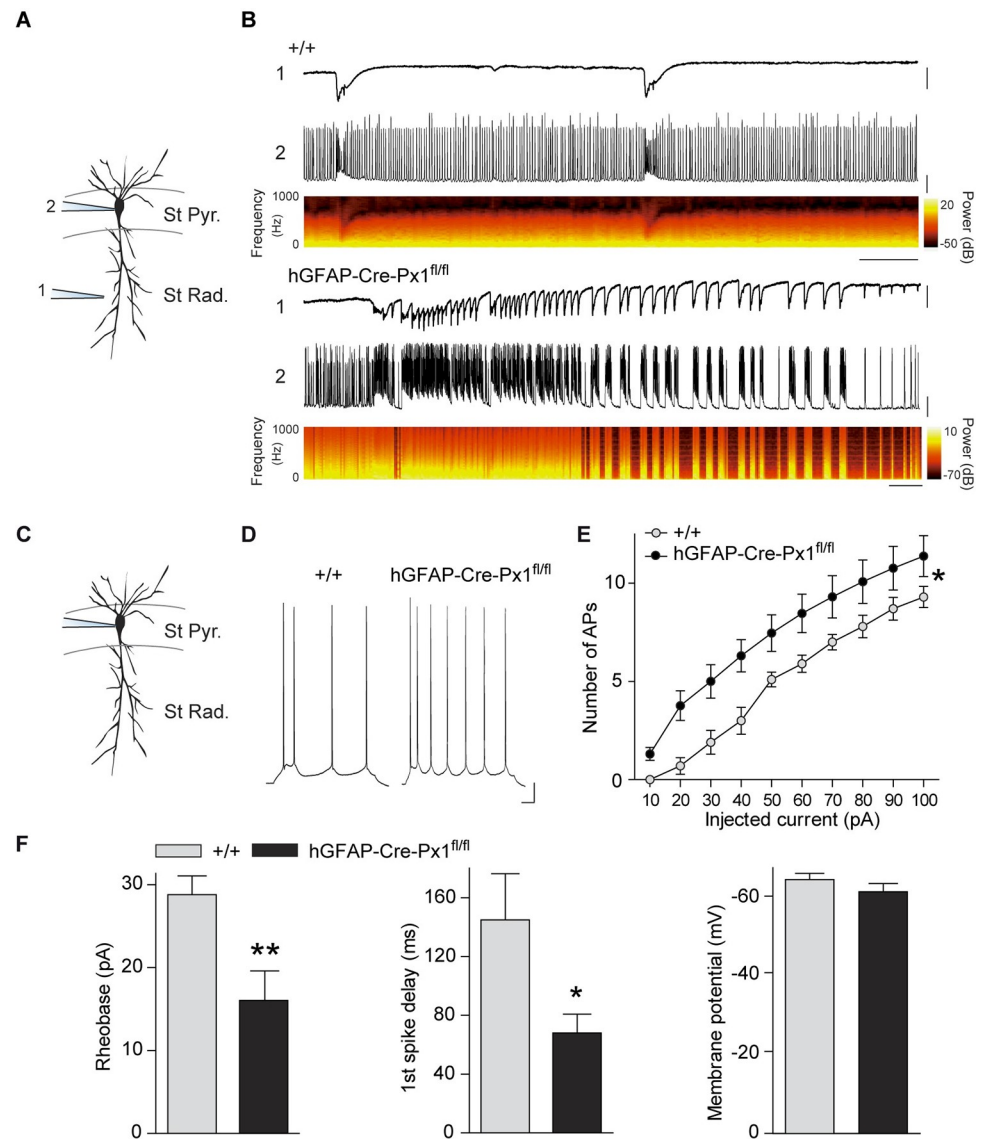 A
2
St Pyr.
1
St Rad.
B
+/+
1
2
1000
Frequency
(Hz)
0
20
-50
Power (dB)
hGFAP-Cre-Px1fl/fl
1
2
1000
Frequency
(Hz)
0
10
-70
Power (dB)
C
St Pyr.
St Rad.
D
+/+
hGFAP-Cre-Px1fl/fl
E
+/+
hGFAP-Cre-Px1fl/fl
*
Number of APs
10
5
0
10 20 30 40 50 60 70 80 90 100
Injected current (pA)
F
+/+ hGFAP-Cre-Px1fl/fl
Rheobase (pA)
30
20
10
0
**
1st spike delay (ms)
160
120
80
40
0
*
Membrane potential (mV)
-60
-40
-20
0